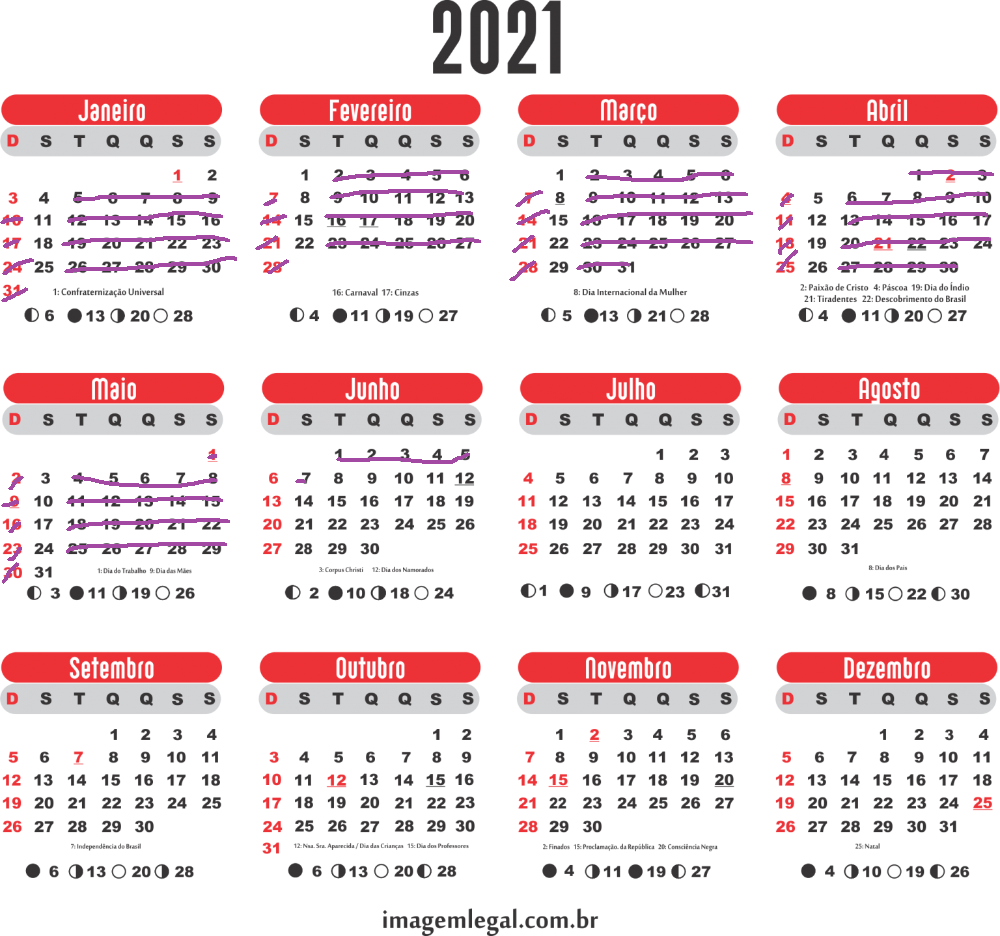 2021
Janeiro
D S T Q Q S S
1 2
3 4 5 6 7 8 9
10 11 12 13 14 15 16
17 18 19 20 21 22 23
24 25 26 27 28 29 30
31
1: Confraternização Universal
6 13 20 28
Fevereiro
D S T Q Q S S
1 2 3 4 5 6
7 8 9 10 11 12 13
14 15 16 17 18 19 20
21 22 23 24 25 26 27
28
16: Carnaval 17: Cinzas
4 11 19 27
Março
D S T Q Q S S
1 2 3 4 5 6
7 8 9 10 11 12 13
14 15 16 17 18 19 20
21 22 23 24 25 26 27
28 29 30 31
8: Dia Internacional da Mulher
5 13 21 28
Abril
D S T Q Q S S
1 2 3
4 5 6 7 8 9 10
11 12 13 14 15 16 17
18 19 20 21 22 23 24
25 26 27 28 29 30
2: Paixão de Cristo 4: Páscoa 19: Dia do Índio
21: Tiradentes 22: Descobrimento do Brasil
4 11 20 27
Maio
D S T Q Q S S
1
2 3 4 5 6 7 8
9 10 11 12 13 14 15
16 17 18 19 20 21 22
23 24 25 26 27 28 29
30 31
1: Dia do Trabalho 9: Dia das Mães
3 11 19 26
Junho
D S T Q Q S S
1 2 3 4 5
6 7 8 9 10 11 12
13 14 15 16 17 18 19
20 21 22 23 24 25 26
27 28 29 30
3: Corpus Christi 12: Dia dos Namorados
2 10 18 24
Julho
D S T Q Q S S
1 2 3
4 5 6 7 8 9 10
11 12 13 14 15 16 17
18 19 20 21 22 23 24
25 26 27 28 29 30 31
1 9 17 23 31
Agosto
D S T Q Q S S
1 2 3 4 5 6 7
8 9 10 11 12 13 14
15 16 17 18 19 20 21
22 23 24 25 26 27 28
29 30 31
8: Dia dos Pais
8 15 22 30
Setembro
D S T Q Q S S
1 2 3 4
5 6 7 8 9 10 11
12 13 14 15 16 17 18
19 20 21 22 23 24 25
26 27 28 29 30
7: Independência do Brasil
6 13 20 28
Outubro
D S T Q Q S S
1 2
3 4 5 6 7 8 9
10 11 12 13 14 15 16
17 18 19 20 21 22 23
24 25 26 27 28 29 30
31
12: Nsa. Sra. Aparecida / Dia das Crianças 15: Dia dos Professores
6 13 20 28
Novembro
D S T Q Q S S
1 2 3 4 5 6
7 8 9 10 11 12 13
14 15 16 17 18 19 20
21 22 23 24 25 26 27
28 29 30
2: Finados 15: Proclamação. da República 20: Consciência Negra
4 11 19 27
Dezembro
D S T Q Q S S
1 2 3 4
5 6 7 8 9 10 11
12 13 14 15 16 17 18
19 20 21 22 23 24 25
26 27 28 29 30 31
25: Natal
4 10 19 26
imagemlegal.com.br